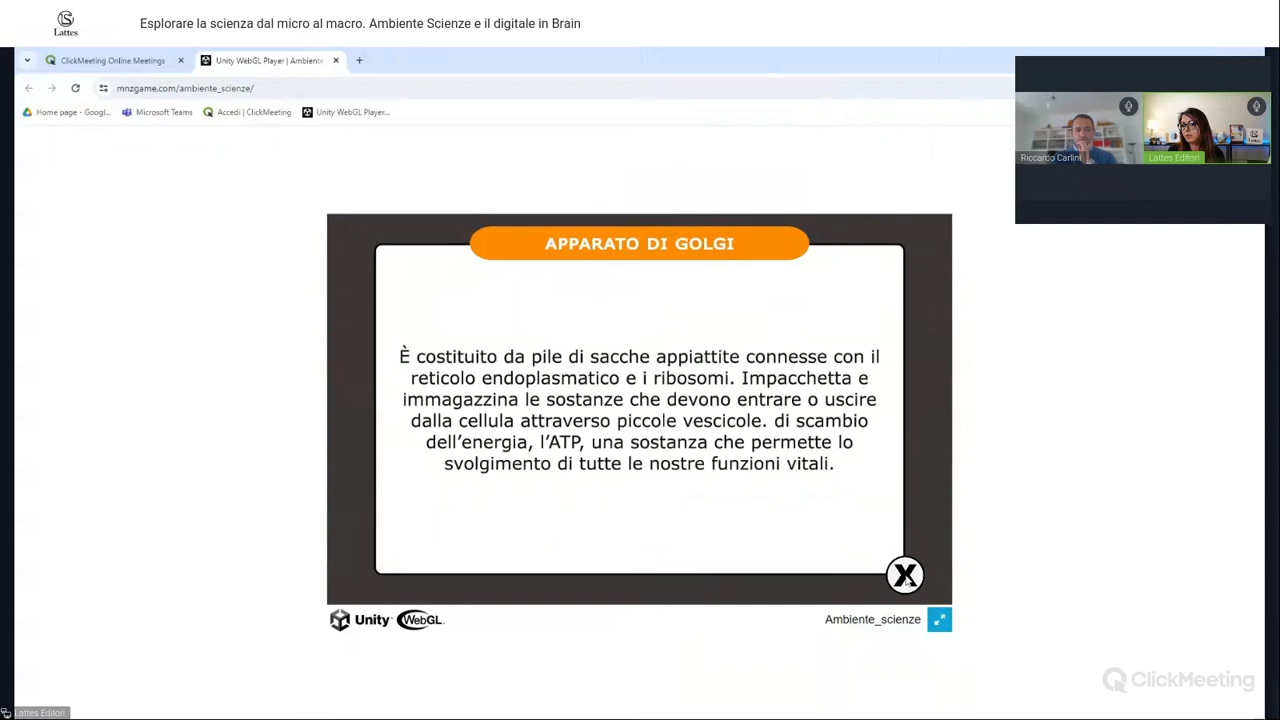 Lattes
Esplorare la scienza dal micro al macro. Ambiente Scienze e il digitale in Brain
ClickMeeting Online Meetings
Unity WebGL Player | Ambiente
mnzgame.com/ambiente_scienze/
Home page - Googl...
Microsoft Teams
Accedi | ClickMeeting
Unity WebGL Player...
Riccardo Carlini
Lattes Editori
APPARATO DI GOLGI
È costituito da pile di sacche appiattite connesse con il
reticolo endoplasmatico e i ribosomi. Impacchetta e
immagazzina le sostanze che devono entrare o uscire
dalla cellula attraverso piccole vescicole. di scambio
dell'energia, l'ATP, una sostanza che permette lo
svolgimento di tutte le nostre funzioni vitali.
X
Unity WebGL
Ambiente_scienze
ClickMeeting
Lattes Editori